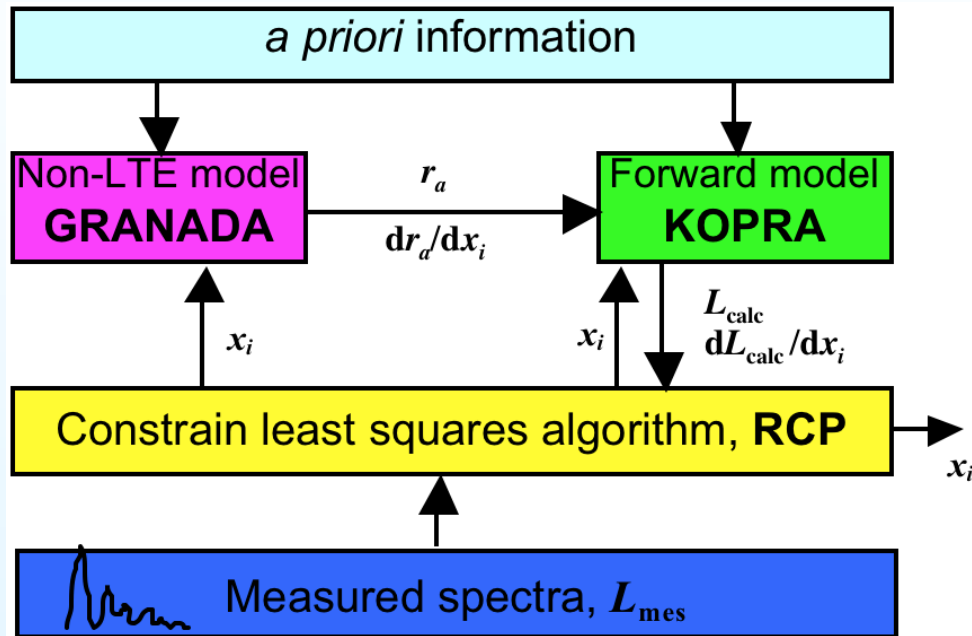 a priori information
Non-LTE model
GRANADA
r_a
dr_a/dx_i
Forward model
KOPRA
x_i
x_i
L_calc
dL_calc/dx_i
Constrain least squares algorithm, RCP
x_i
Measured spectra, L_mes